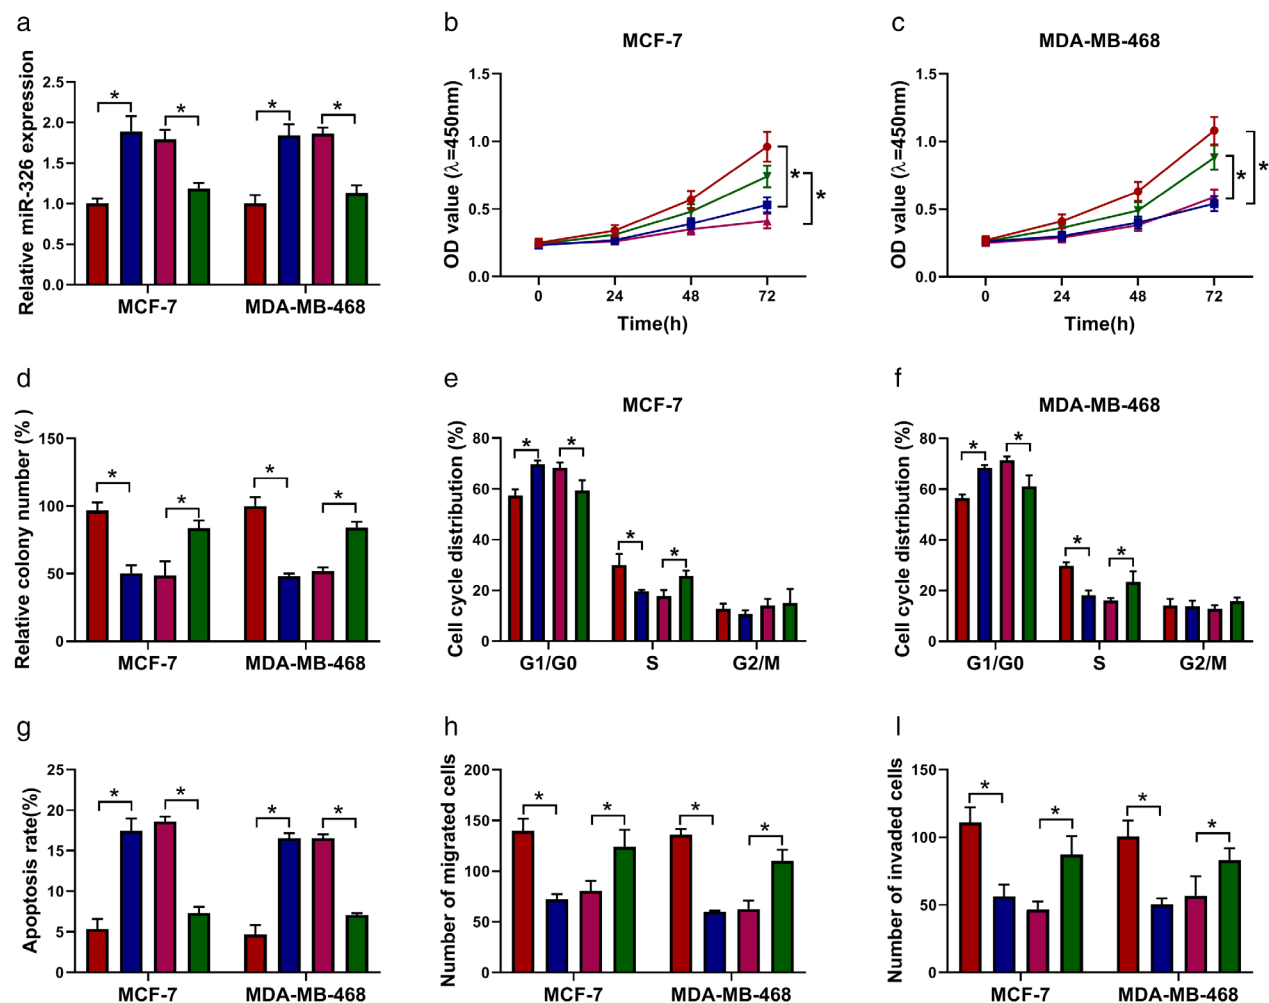 a
Relative miR-326 expression
2.5
2.0
1.5
1.0
0.5
0.0
* * * *
MCF-7 MDA-MB-468
b
MCF-7
OD value (λ=450nm)
1.5
1.0
0.5
0.0
* *
0 24 48 72
Time(h)
c
MDA-MB-468
OD value (λ=450nm)
1.5
1.0
0.5
0.0
* *
0 24 48 72
Time(h)
d
Relative colony number (% )
150
100
50
0
* * * *
MCF-7 MDA-MB-468
e
MCF-7
Cell cycle distribution (%)
80
60
40
20
0
* * * *
G1/G0 S G2/M
f
MDA-MB-468
Cell cycle distribution (%)
80
60
40
20
0
* * * *
G1/G0 S G2/M
g
Apoptosis rate(%)
25
20
15
10
5
0
* * * *
MCF-7 MDA-MB-468
h
Number of migrated cells
200
150
100
50
0
* * * *
MCF-7 MDA-MB-468
I
Number of invaded cells
150
100
50
0
* * * *
MCF-7 MDA-MB-468